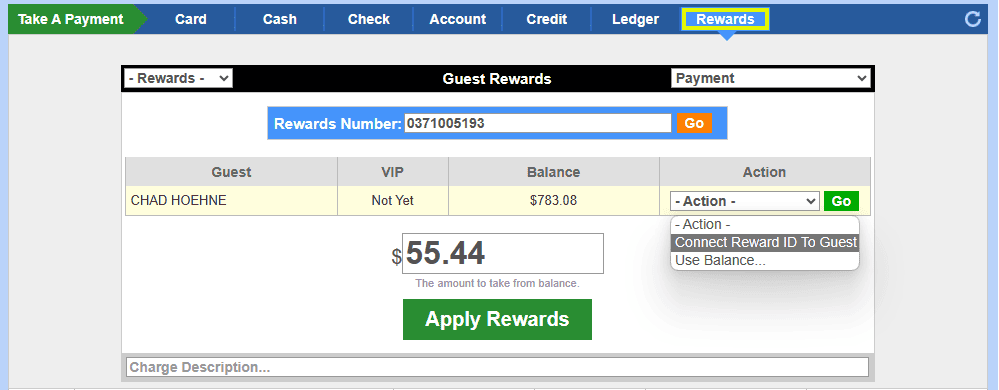 Take A Payment Card Cash Check Account Credit Ledger Rewards
- Rewards - Guest Rewards Payment
Rewards Number: 0371005193 Go
Guest VIP Balance Action
CHAD HOEHNE Not Yet $783.08 - Action - Go
- Action -
Connect Reward ID To Guest
Use Balance...
$55.44
The amount to take from balance.
Apply Rewards
Charge Description...